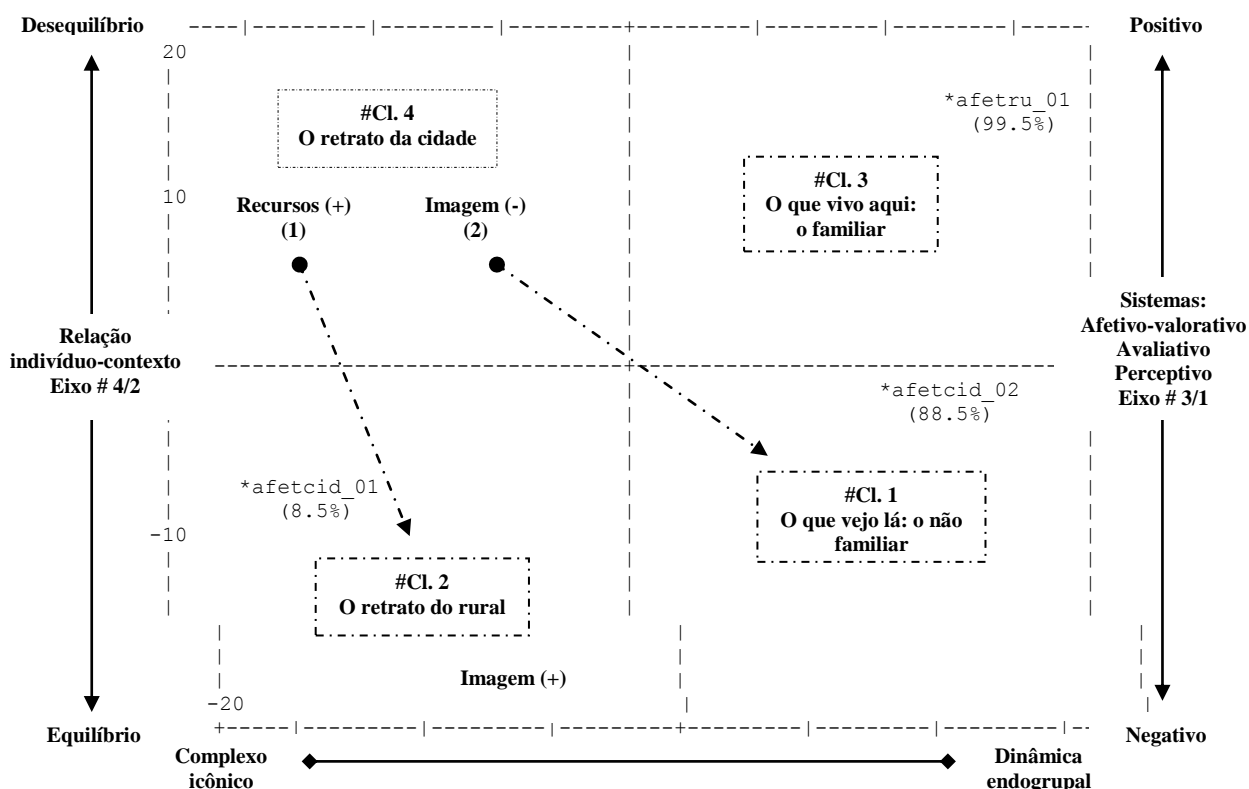 Desequilíbrio
Positivo
20
#Cl. 4
O retrato da cidade
*afetru_01
(99.5%)
#Cl. 3
O que vivo aqui:
o familiar
10
Recursos (+)
(1)
Imagem (-)
(2)
Relação
indivíduo-contexto
Eixo # 4/2
Sistemas:
Afetivo-valorativo
Avaliativo
Perceptivo
Eixo # 3/1
*afetcid_02
(88.5%)
*afetcid_01
(8.5%)
#Cl. 1
O que vejo lá: o não
familiar
-10
#Cl. 2
O retrato do rural
Imagem (+)
-20
Equilíbrio
Negativo
Complexo
icônico
Dinâmica
endogrupal